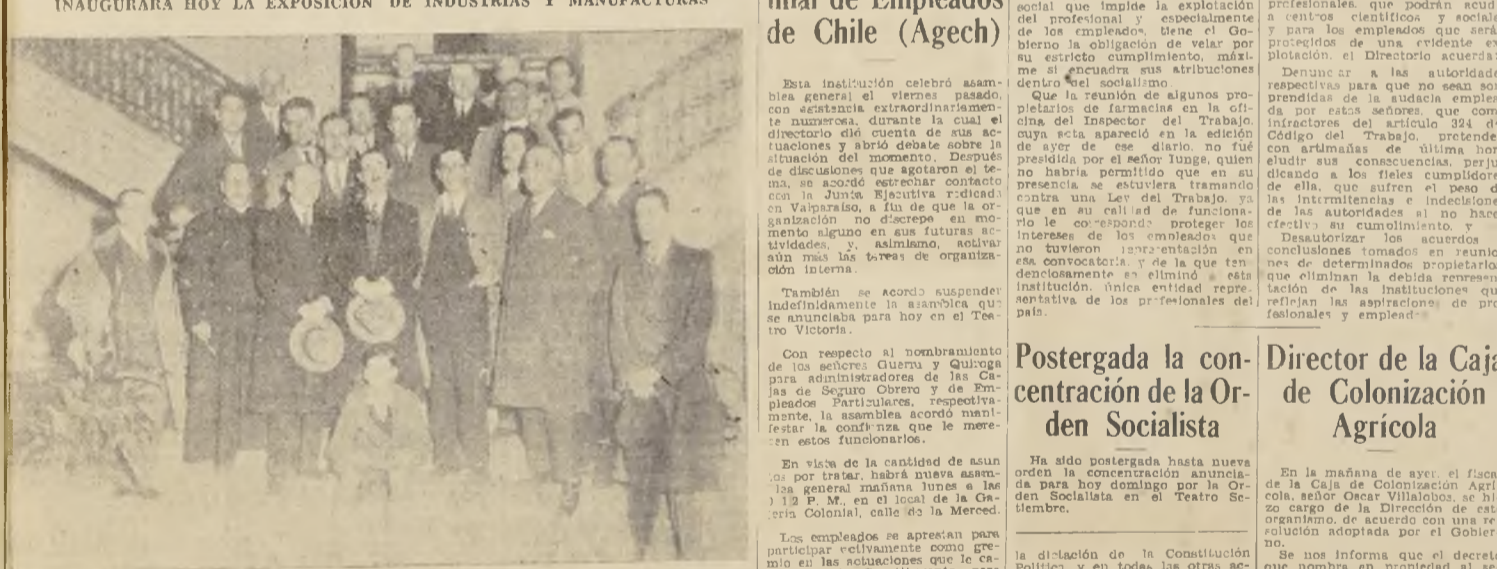 INAUGURARA HOY LA EXPOSICION DE INDUSTRIAS Y MANUFACTURAS
de Empleados
de Chile (Agech)
Esta institución celebró asam-
blea general el viernes pasado,
con asistencia extraordinariamen-
te numerosa, durante la cual el
directorio dió cuenta de sus ac-
tuaciones y abrió debate sobre la
situación del momento. Después
de discusiones que agotaron el te-
ma, se acordó estrechar contacto
con la Junta Ejecutiva radicada
en Valparaíso, a fin de que la or-
ganización no discrepe en mo-
mento alguno en sus futuras ac-
tividades, y, asimismo, activar
aún más las tareas de organiza-
ción interna.
También se acordó suspender
indefinidamente la asamblea que
se anunciaba para hoy en el Tea-
tro Victoria.
Con respecto al nombramiento
de los señores Guerra y Quiroga
para administradores de las Ca-
jas de Seguro Obrero y de Em-
pleados Particulares, respectiva-
mente, la asamblea acordó mani-
festar la confianza que le mere-
cen estos funcionarios.
En vista de la cantidad de asun
tos por tratar, habrá nueva asam-
blea general mañana lunes a las
1 2 P. M., en el local de la Ga-
lería Colonial, calle de la Merced.
Los empleados se aprestan para
participar activamente como gre-
mio en las actuaciones que le ca-
social que impide la explotación
del profesional y especialmente
de los empleados, tiene el Go-
bierno la obligación de velar por
su estricto cumplimiento, máxi-
me si encuadra sus atribuciones
dentro del socialismo.
Que la reunión de algunos pro-
pietarios de farmacias en la ofi-
cina del Inspector del Trabajo,
cuya acta apareció en la edición
de ayer de ese diario, no fué
presidida por el señor Iunge, quien
no habría permitido que en su
presencia se estuviera tramando
contra una Ley del Trabajo, ya
que en su calidad de funciona-
rio le corresponde proteger los
intereses de los empleados que
no tuvieron representación en
esa convocatoria, y de la que ten
denciosamente se eliminó a esta
institución, única entidad repre-
sentativa de los profesionales del
país.
Postergada la con-
centración de la Or-
den Socialista
Ha sido postergada hasta nueva
orden la concentración anuncia-
da para hoy domingo por la Or-
den Socialista en el Teatro Se-
tiembre.
la dictación de la Constitución
Política y en todas las otras ac-
profesionales, que podrán acud
a centros científicos y sociale
y para los empleados que será
protegidos de una evidente ex
plotación, el Directorio acuerda:
Denunciar a las autoridade
respectivas para que no sean sor
prendidas de la audacia emplea
da por estos señores, que com
infractores del artículo 324 d
Código del Trabajo, pretende
con artimañas de última hor
eludir sus consecuencias, perju
dicando a los fieles cumplidore
de ella, que sufren el peso d
las intermitencias e indecisione
de las autoridades al no hace
efectivo su cumplimiento, y
Desautorizar los acuerdos
conclusiones tomados en reunio
nes de determinados propietario
que eliminan la debida represen
tación de las instituciones qu
reflejan las aspiraciones de pro
fesionales y emplead
Director de la Caja
de Colonización
Agrícola
En la mañana de ayer, el fisca
de la Caja de Colonización Agrí
cola, señor Oscar Villalobos, se hi
zo cargo de la Dirección de est
organismo, de acuerdo con una re
solución adoptada por el Gobier
no.
Se nos informa que el decreto
que nombra en propiedad al se